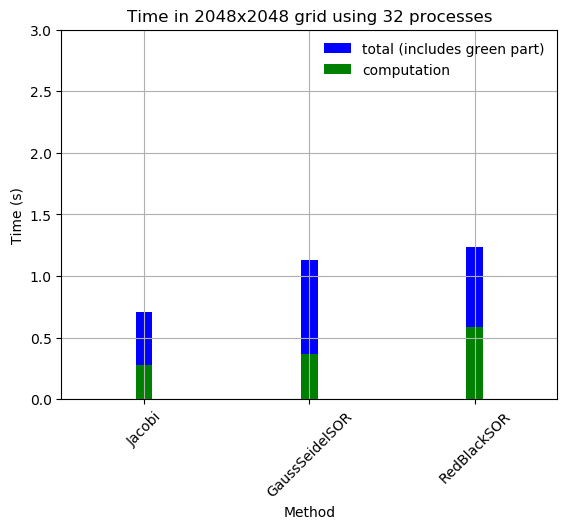 Time in 2048x2048 grid using 32 processes
total (includes green part)
computation
Time (s)
3.0
2.5
2.0
1.5
1.0
0.5
0.0
Jacobi
GaussSeidelSOR
RedBlackSOR
Method